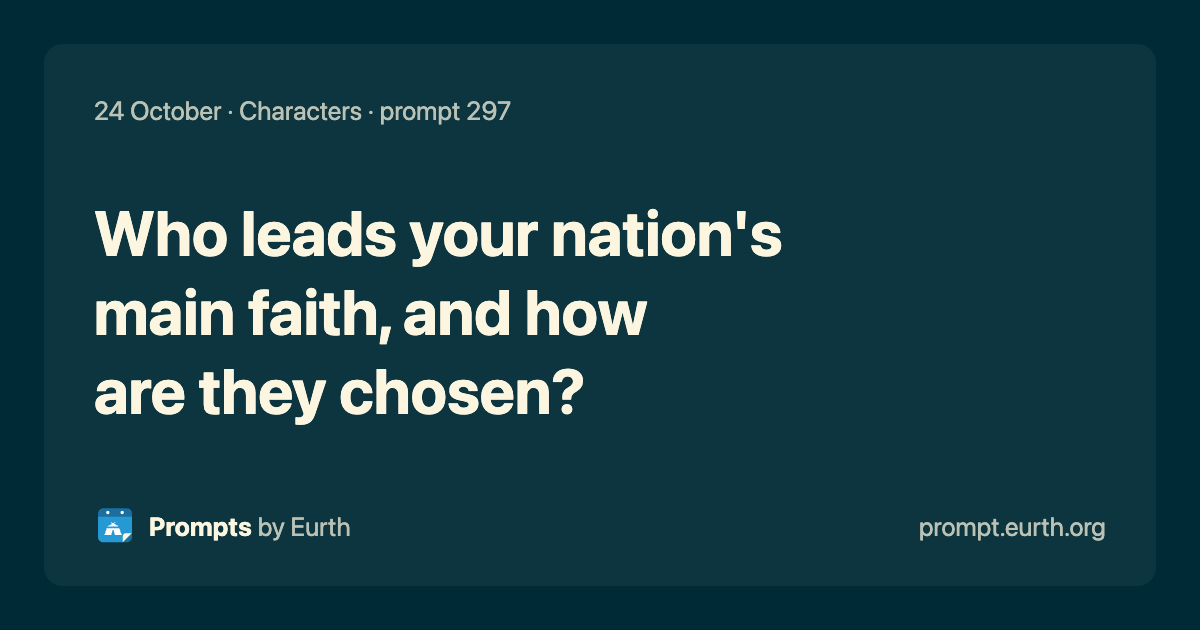 24 October · Characters · prompt 297
Who leads your nation's
main faith, and how
are they chosen?
Prompts by Eurth
prompt.eurth.org